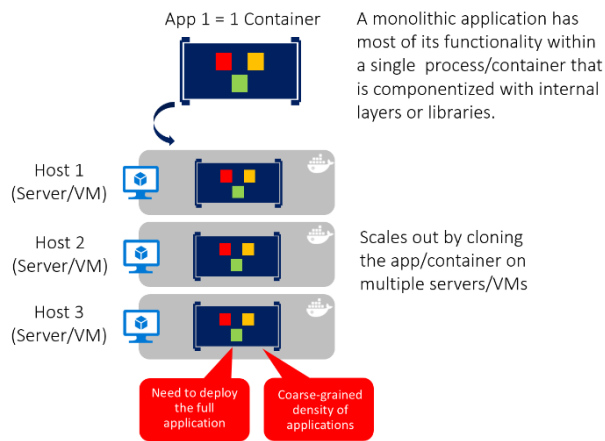 App 1 = 1 Container
A monolithic application has
most of its functionality within
a single process/container that
is componentized with internal
layers or libraries.
Host 1
(Server/VM)
Host 2
(Server/VM)
Scales out by cloning
the app/container on
multiple servers/VMs
Host 3
(Server/VM)
Need to deploy
the full
application
Coarse-grained
density of
applications